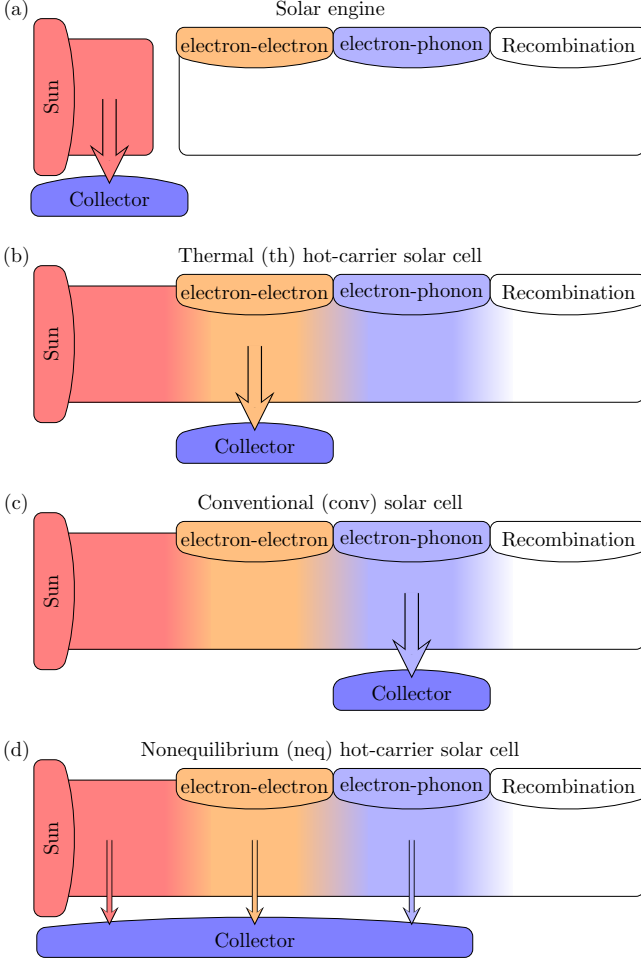 (a)
Solar engine
Sun
electron-electron
electron-phonon
Recombination
Collector
(b)
Thermal (th) hot-carrier solar cell
Sun
electron-electron
electron-phonon
Recombination
Collector
(c)
Conventional (conv) solar cell
Sun
electron-electron
electron-phonon
Recombination
Collector
(d)
Nonequilibrium (neq) hot-carrier solar cell
Sun
electron-electron
electron-phonon
Recombination
Collector